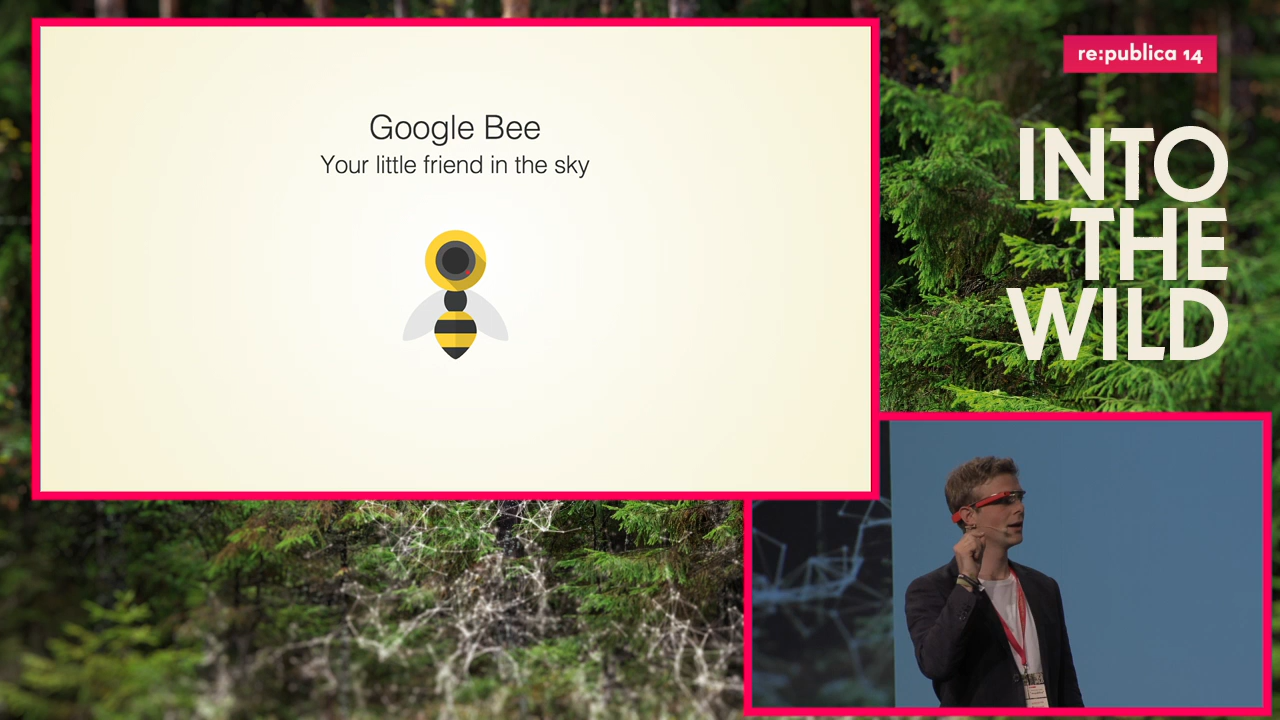 Google Bee
Your little friend in the sky
re:publica 14
INTO
THE
WILD